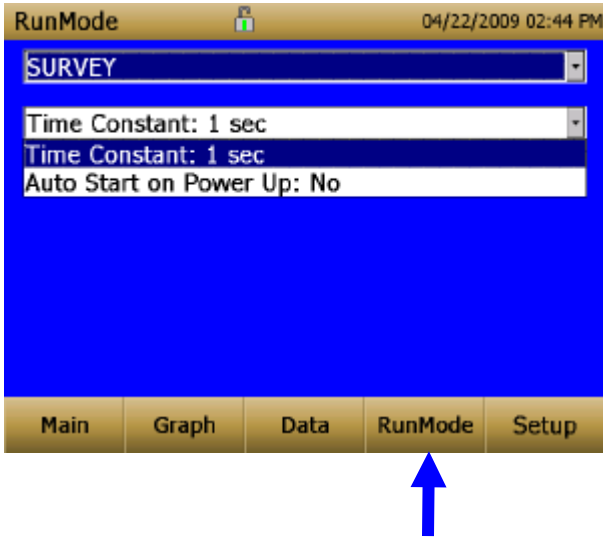 RunMode 04/22/2009 02:44 PM
SURVEY
Time Constant: 1 sec
Time Constant: 1 sec
Auto Start on Power Up: No
Main Graph Data RunMode Setup